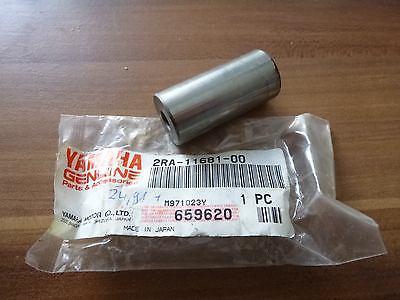 YAMAHA
GENUINE
Parts & Accessories
2RA-11681-00
M971023Y
659620
1 PC
YAMAHA MOTOR CO., LTD.
MADE IN JAPAN